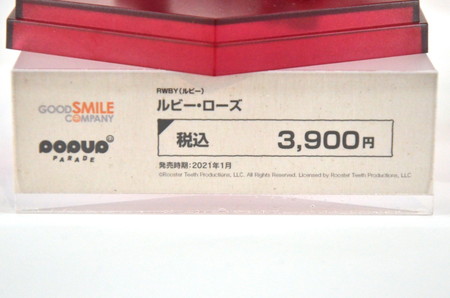 GOODSMILE
COMPANY
POPUP
PARADE
RWBY(ルビー)
ルビー・ローズ
税込 3,900円
発売時期:2021年1月
©Rooster Teeth Productions, LLC. All Rights Reserved. Licensed by Rooster Teeth Productions, LLC